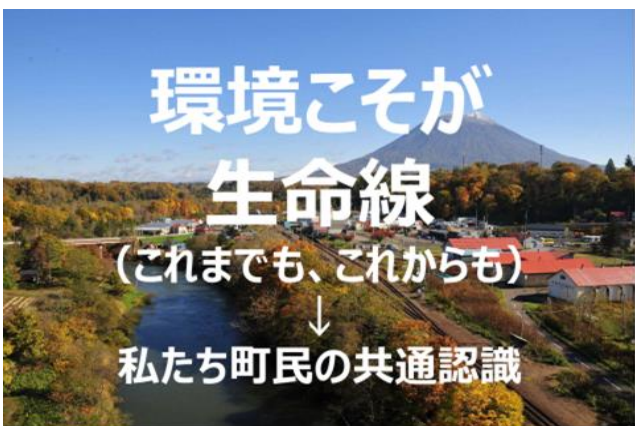 環境こそが
生命線
（これまでも、これからも）
↓
私たち町民の共通認識